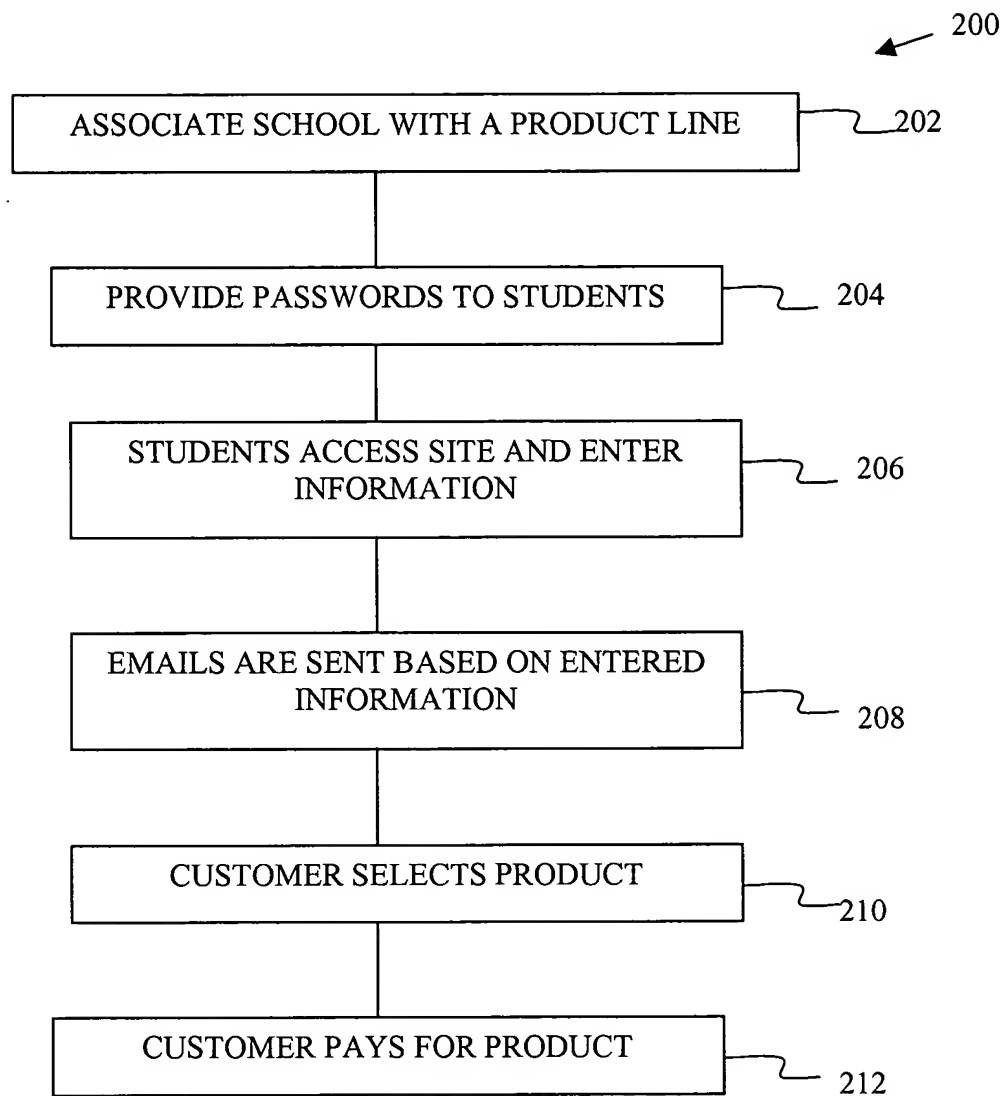 200
ASSOCIATE SCHOOL WITH A PRODUCT LINE
202
PROVIDE PASSWORDS TO STUDENTS
204
STUDENTS ACCESS SITE AND ENTER
INFORMATION
206
EMAILS ARE SENT BASED ON ENTERED
INFORMATION
208
CUSTOMER SELECTS PRODUCT
210
CUSTOMER PAYS FOR PRODUCT
212